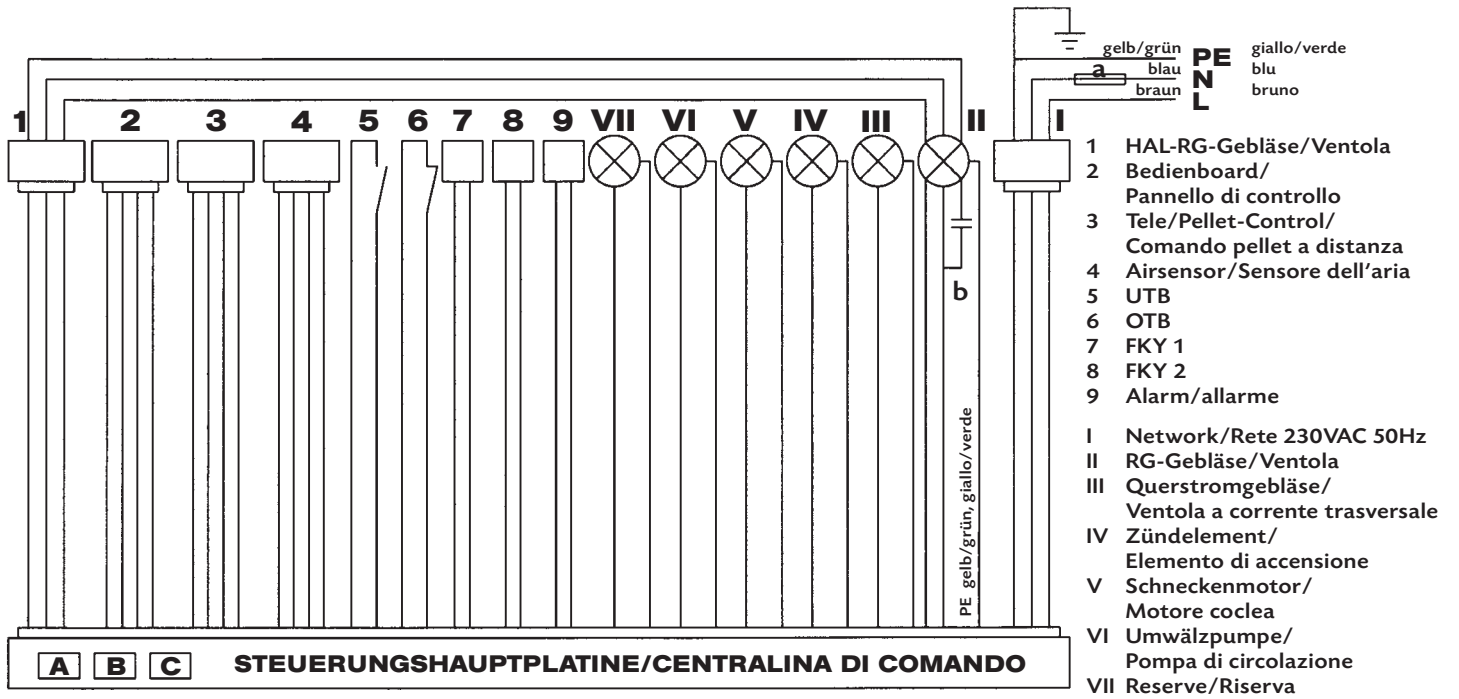 gelb/grün PE giallo/verde
a blau N blu
braun L bruno
1 2 3 4 5 6 7 8 9 VII VI V IV III II I
b
PE gelb/grün, giallo/verde
A B C STEUERUNGSHAUPTPLATINE/CENTRALINA DI COMANDO
1 HAL-RG-Gebläse/Ventola
2 Bedienboard/
Pannello di controllo
3 Tele/Pellet-Control/
Comando pellet a distanza
4 Airsensor/Sensore dell'aria
5 UTB
6 OTB
7 FKY 1
8 FKY 2
9 Alarm/allarme
I Network/Rete 230VAC 50Hz
II RG-Gebläse/Ventola
III Querstromgebläse/
Ventola a corrente trasversale
IV Zündelement/
Elemento di accensione
V Schneckenmotor/
Motore coclea
VI Umwälzpumpe/
Pompa di circolazione
VII Reserve/Riserva